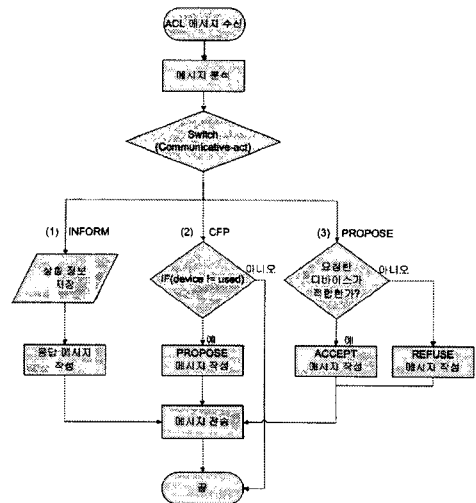 ACL 메시지 수신
메시지 분석
Switch
(Communicative-act)
(1) INFORM
(2) CFP
(3) PROPOSE
상황 정보
저장
IF(device != used)
아니오
요청한
디바이스가
적합한가?
아니오
예
예
응답 메시지
작성
PROPOSE
메시지 작성
ACCEPT
메시지 작성
REFUSE
메시지 작성
메시지 전송
끝